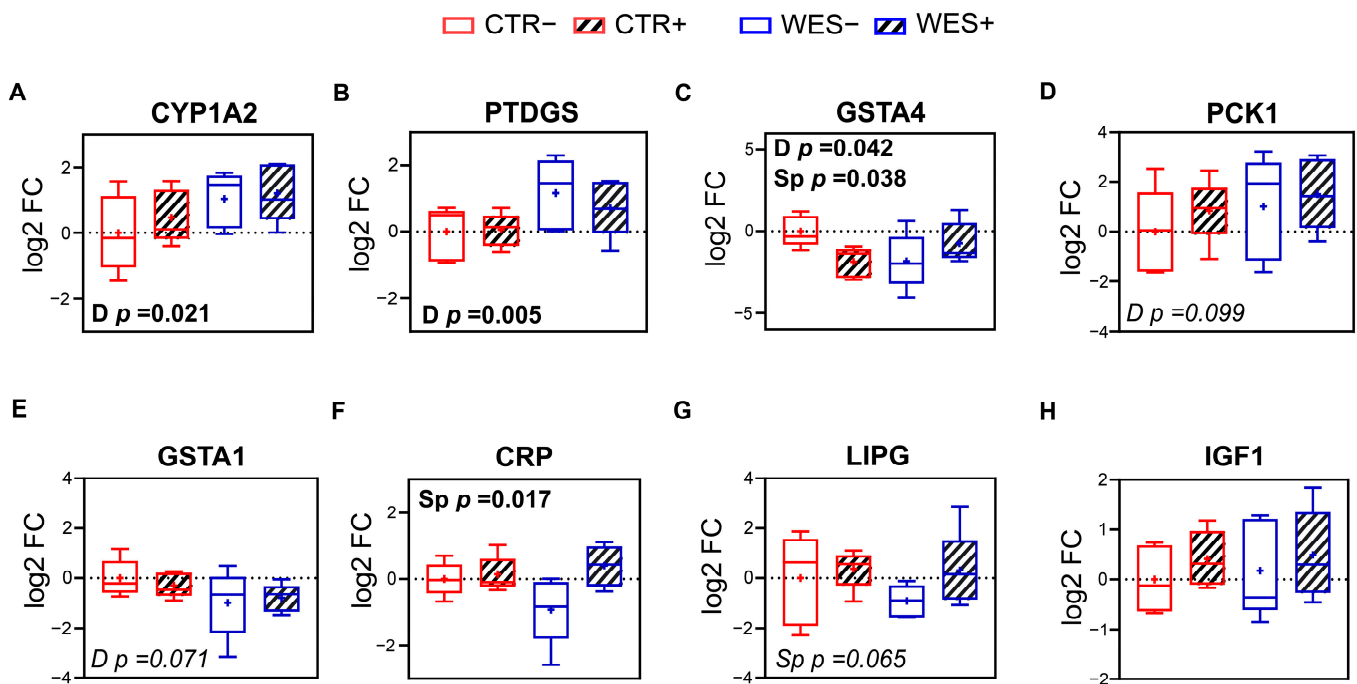 CTR− CTR+ WES− WES+
A B C D
CYP1A2 PTDGS GSTA4 PCK1
log2 FC
2
0
−2
D p =0.021
log2 FC
2
0
−2
D p =0.005
log2 FC
5
0
−5
D p =0.042
Sp p =0.038
log2 FC
4
2
0
−2
−4
D p =0.099
E F G H
GSTA1 CRP LIPG IGF1
log2 FC
4
2
0
−2
−4
D p =0.071
log2 FC
2
0
−2
Sp p =0.017
log2 FC
4
2
0
−2
−4
Sp p =0.065
log2 FC
2
1
0
−1
−2